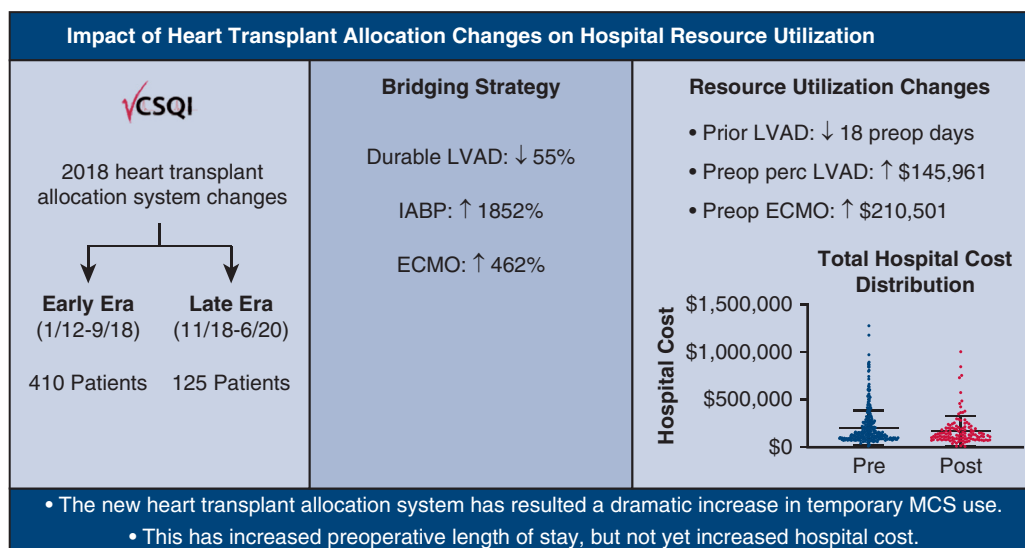 Impact of Heart Transplant Allocation Changes on Hospital Resource Utilization
√CSQI
2018 heart transplant
allocation system changes
Early Era
(1/12-9/18)
410 Patients
Late Era
(11/18-6/20)
125 Patients
Bridging Strategy
Durable LVAD: ↓ 55%
IABP: ↑ 1852%
ECMO: ↑ 462%
Resource Utilization Changes
• Prior LVAD: ↓ 18 preop days
• Preop perc LVAD: ↑ $145,961
• Preop ECMO: ↑ $210,501
Total Hospital Cost
Distribution
Hospital Cost
$1,500,000
$1,000,000
$500,000
$0
Pre
Post
• The new heart transplant allocation system has resulted a dramatic increase in temporary MCS use.
• This has increased preoperative length of stay, but not yet increased hospital cost.